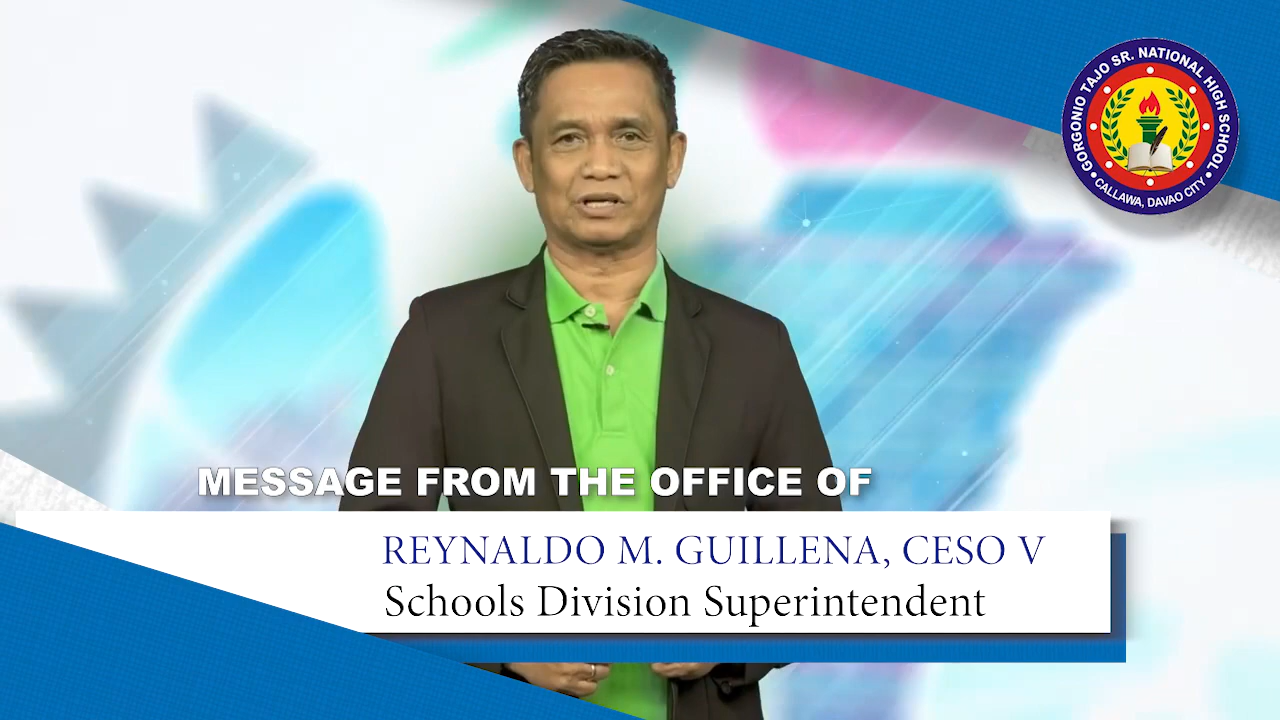 GORGONIO TAJO SR. NATIONAL HIGH SCHOOL
• CALLAWA, DAVAO CITY •
MESSAGE FROM THE OFFICE OF
REYNALDO M. GUILLENA, CESO V
Schools Division Superintendent